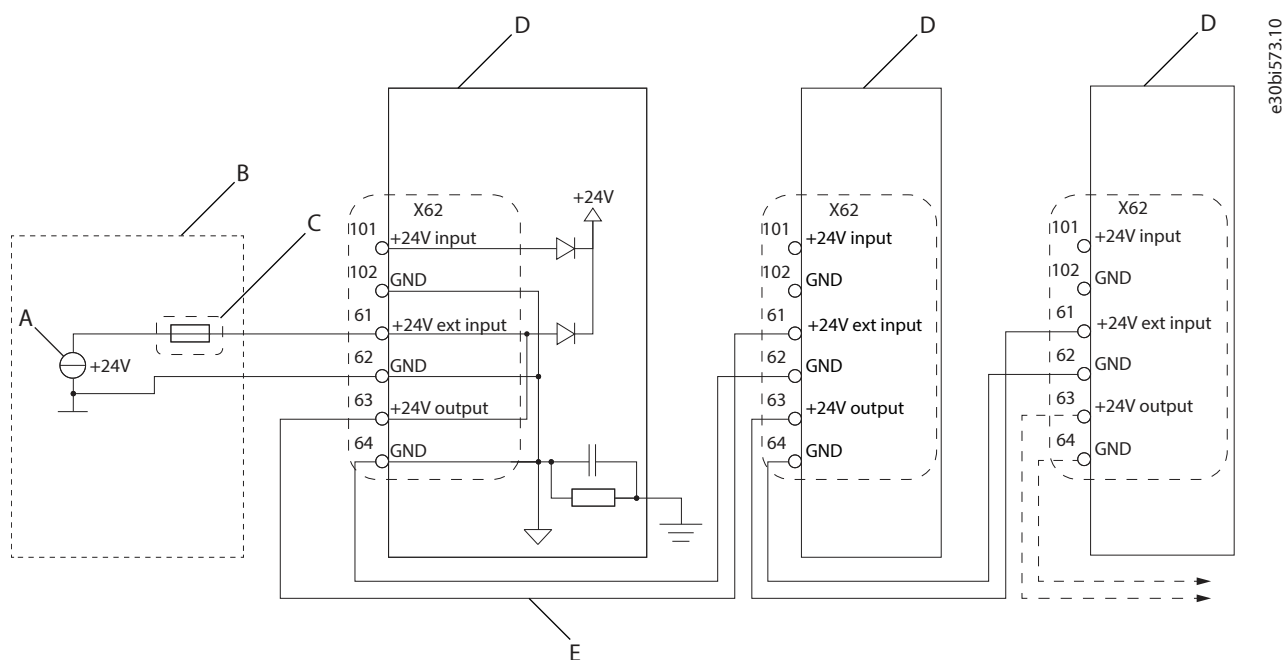 D
D
D
e30bi573.10
B
C
A
+24V
E
X62
+24V
101
+24V input
102
GND
61
+24V ext input
62
GND
63
+24V output
64
GND
X62
101
+24V input
102
GND
61
+24V ext input
62
GND
63
+24V output
64
GND
X62
101
+24V input
102
GND
61
+24V ext input
62
GND
63
+24V output
64
GND